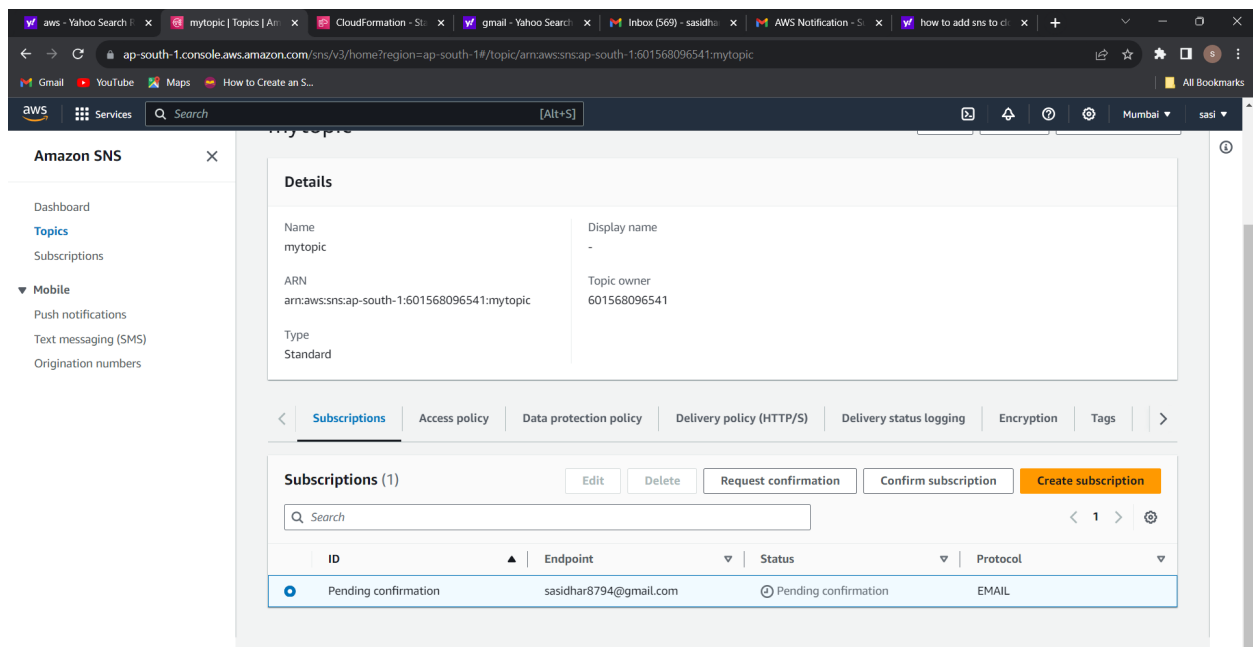 aws - Yahoo Search R
mytopic | Topics | Am
CloudFormation - Sta
gmail - Yahoo Search
Inbox (569) - sasidha
AWS Notification - Su
how to add sns to clo
ap-south-1.console.aws.amazon.com/sns/v3/home?region=ap-south-1#/topic/arn:aws:sns:ap-south-1:601568096541:mytopic
S
Gmail YouTube Maps How to Create an S... All Bookmarks
aws Services Search [Alt+S] Mumbai ▼ sasi ▼
mytopic
Amazon SNS
Dashboard
Topics
Subscriptions
Mobile
Push notifications
Text messaging (SMS)
Origination numbers
Details
Name
mytopic
Display name
-
ARN
arn:aws:sns:ap-south-1:601568096541:mytopic
Topic owner
601568096541
Type
Standard
Subscriptions Access policy Data protection policy Delivery policy (HTTP/S) Delivery status logging Encryption Tags
Subscriptions (1) Edit Delete Request confirmation Confirm subscription Create subscription
Search 1
ID Endpoint Status Protocol
Pending confirmation sasidhar8794@gmail.com Pending confirmation EMAIL